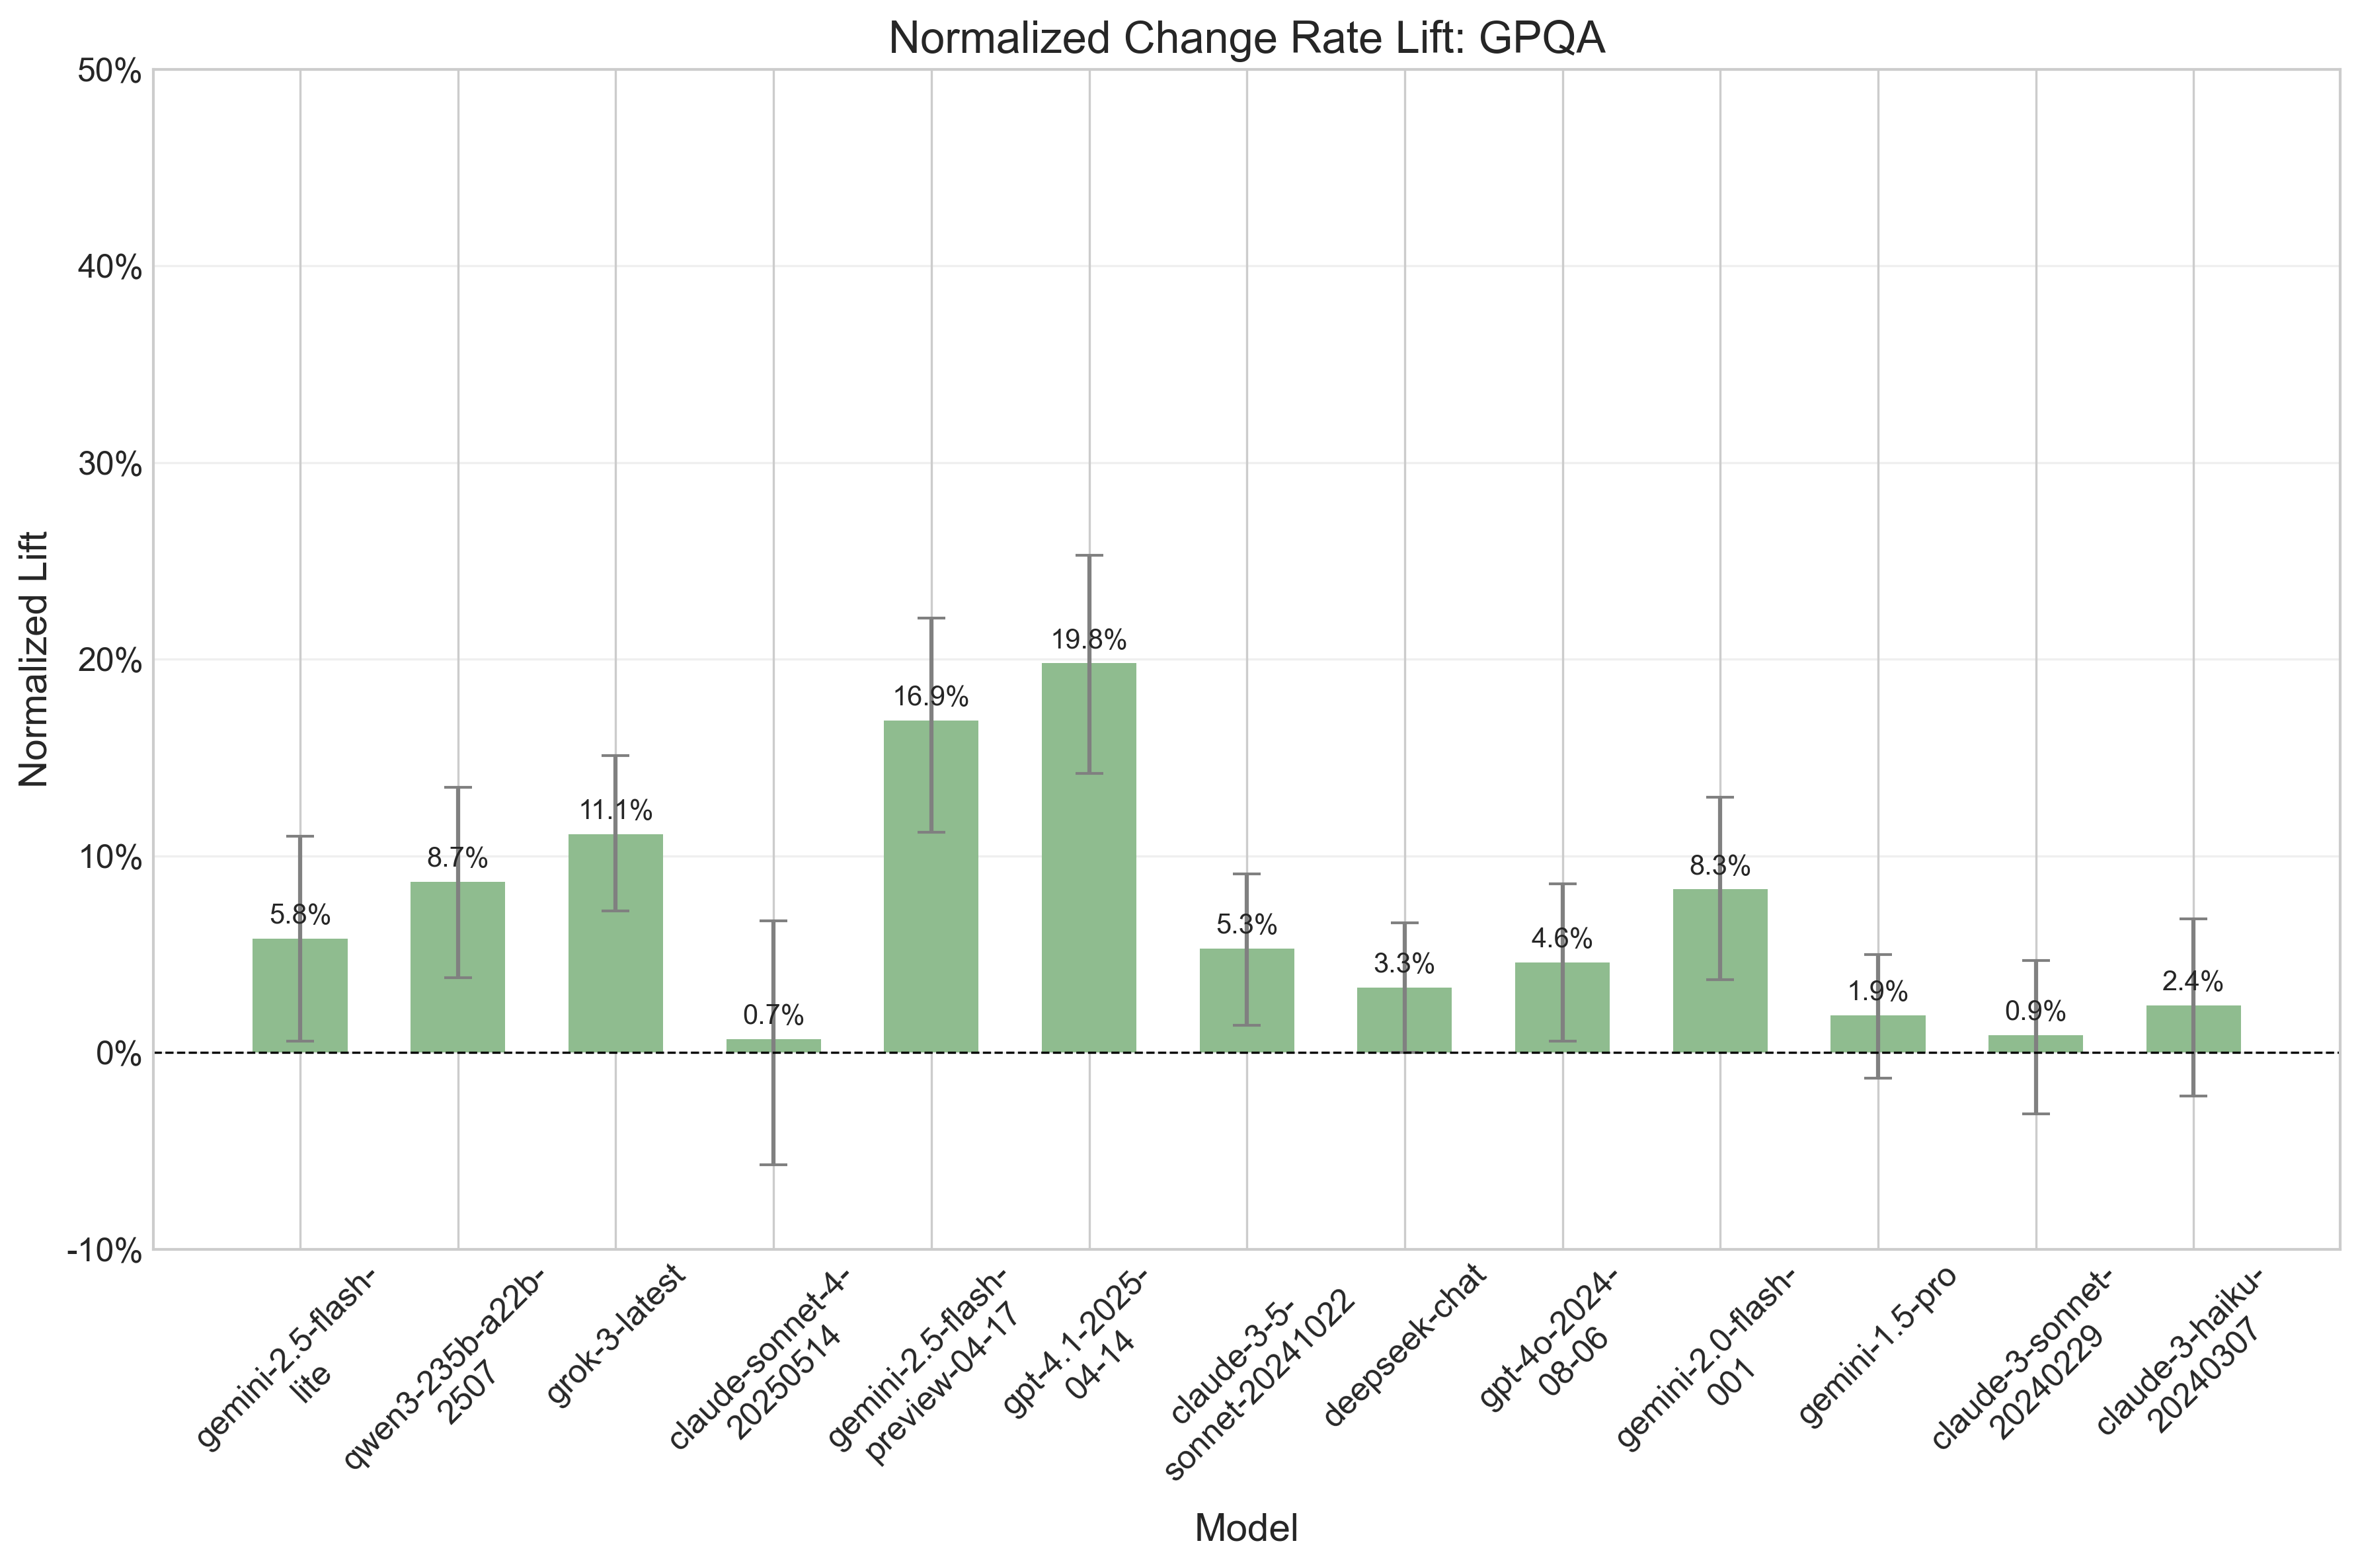 Normalized Change Rate Lift: GPQA
50%
40%
30%
20%
10%
0%
-10%
Normalized Lift
5.8%
8.7%
11.1%
0.7%
16.9%
19.8%
5.3%
3.3%
4.6%
8.3%
1.9%
0.9%
2.4%
gemini-2.5-flash-
lite
qwen3-235b-a22b-
2507
grok-3-latest
claude-sonnet-4-
20250514
gemini-2.5-flash-
preview-04-17
gpt-4.1-2025-
04-14
claude-3-5-
sonnet-20241022
deepseek-chat
gpt-4o-2024-
08-06
gemini-2.0-flash-
001
gemini-1.5-pro
claude-3-sonnet-
20240229
claude-3-haiku-
20240307
Model